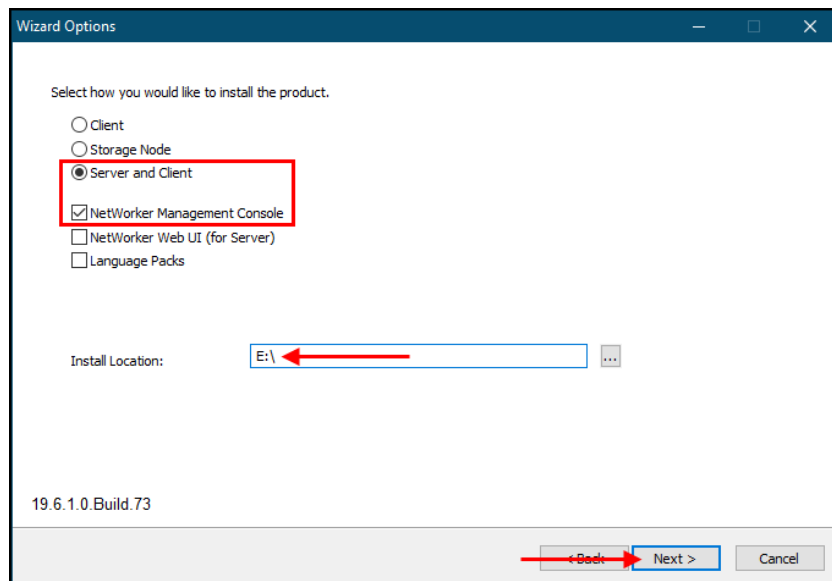 Wizard Options
Select how you would like to install the product.
Client
Storage Node
Server and Client
NetWorker Management Console
NetWorker Web UI (for Server)
Language Packs
Install Location:
E:\
...
19.6.1.0.Build.73
< Back
Next >
Cancel